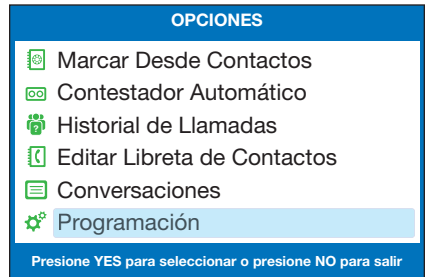 OPCIONES
Marcar Desde Contactos
Contestador Automático
Historial de Llamadas
Editar Libreta de Contactos
Conversaciones
Programación
Presione YES para seleccionar o presione NO para salir